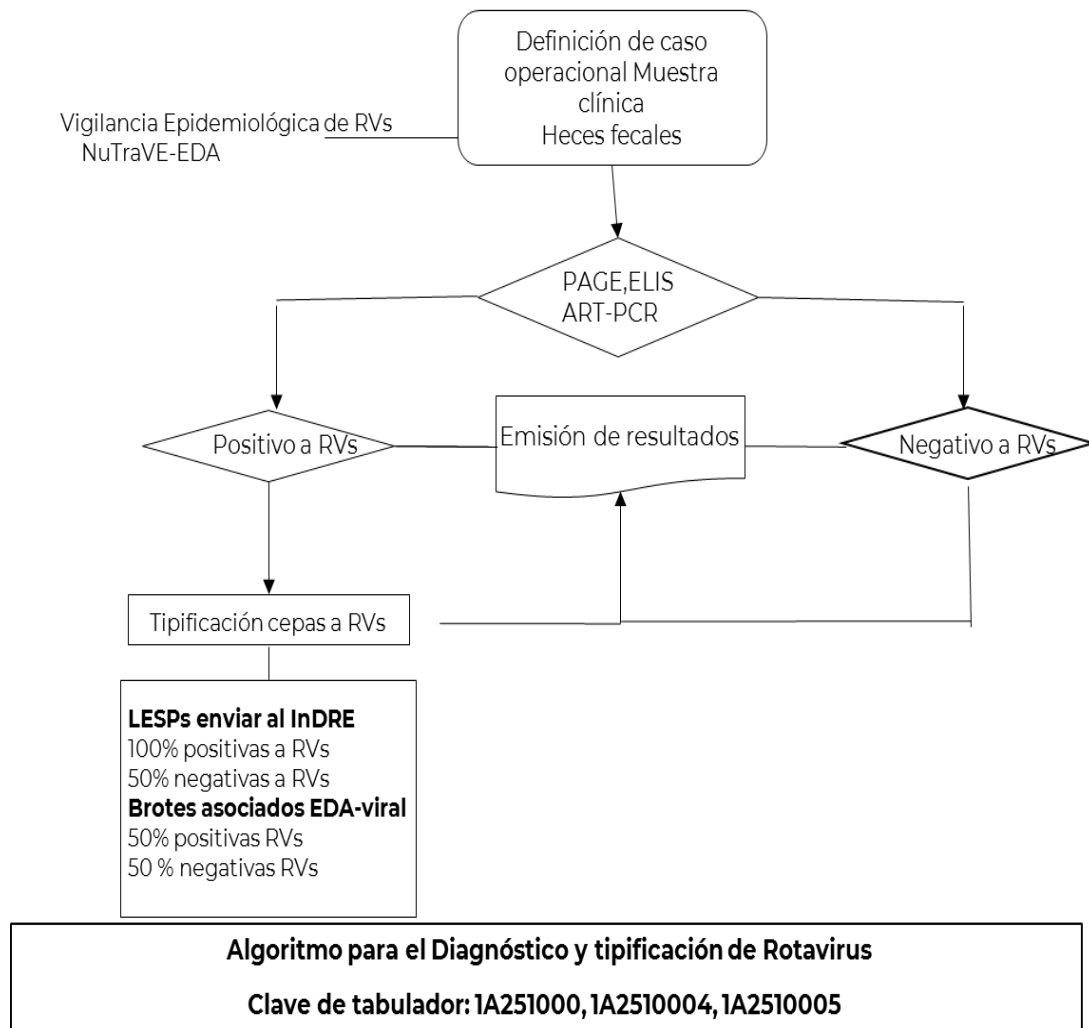 Definición de caso
operacional Muestra
clínica
Heces fecales
Vigilancia Epidemiológica de RVs
NuTraVE-EDA
PAGE,ELIS
ART-PCR
Positivo a RVs
Emisión de resultados
Negativo a RVs
Tipificación cepas a RVs
LESPs enviar al InDRE
100% positivas a RVs
50% negativas a RVs
Brotes asociados EDA-viral
50% positivas RVs
50 % negativas RVs
Algoritmo para el Diagnóstico y tipificación de Rotavirus
Clave de tabulador: 1A251000, 1A2510004, 1A2510005